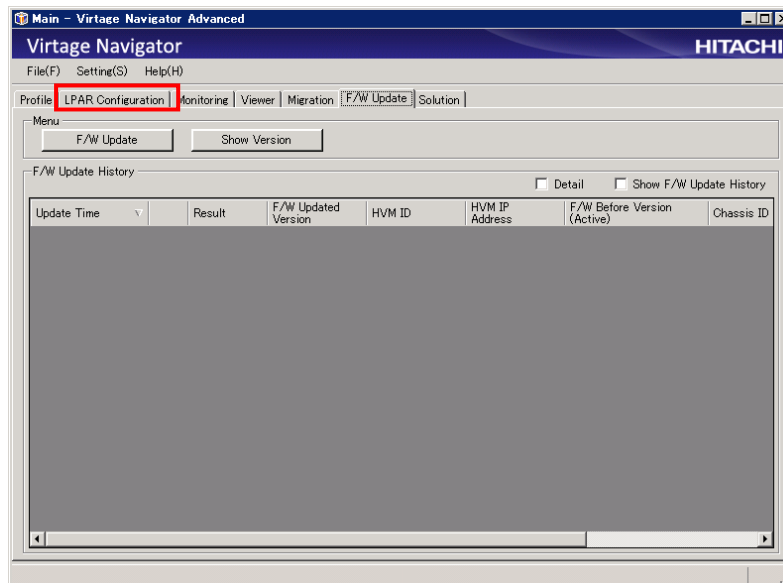 Main - Virtage Navigator Advanced
Virtage Navigator HITACHI
File(F) Setting(S) Help(H)
Profile LPAR Configuration Monitoring Viewer Migration F/W Update Solution
Menu
F/W Update Show Version
F/W Update History
Detail Show F/W Update History
Update Time Result F/W Updated Version HVM ID HVM IP Address F/W Before Version (Active) Chassis ID